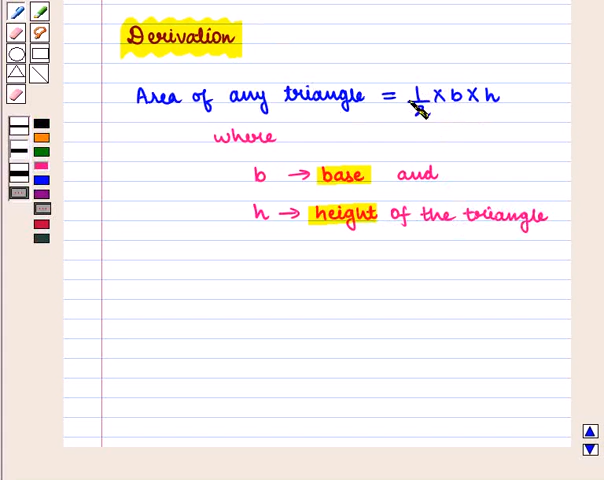 Derivation
Area of any triangle = 1/2 × b × h
where
b → base and
h → height of the triangle